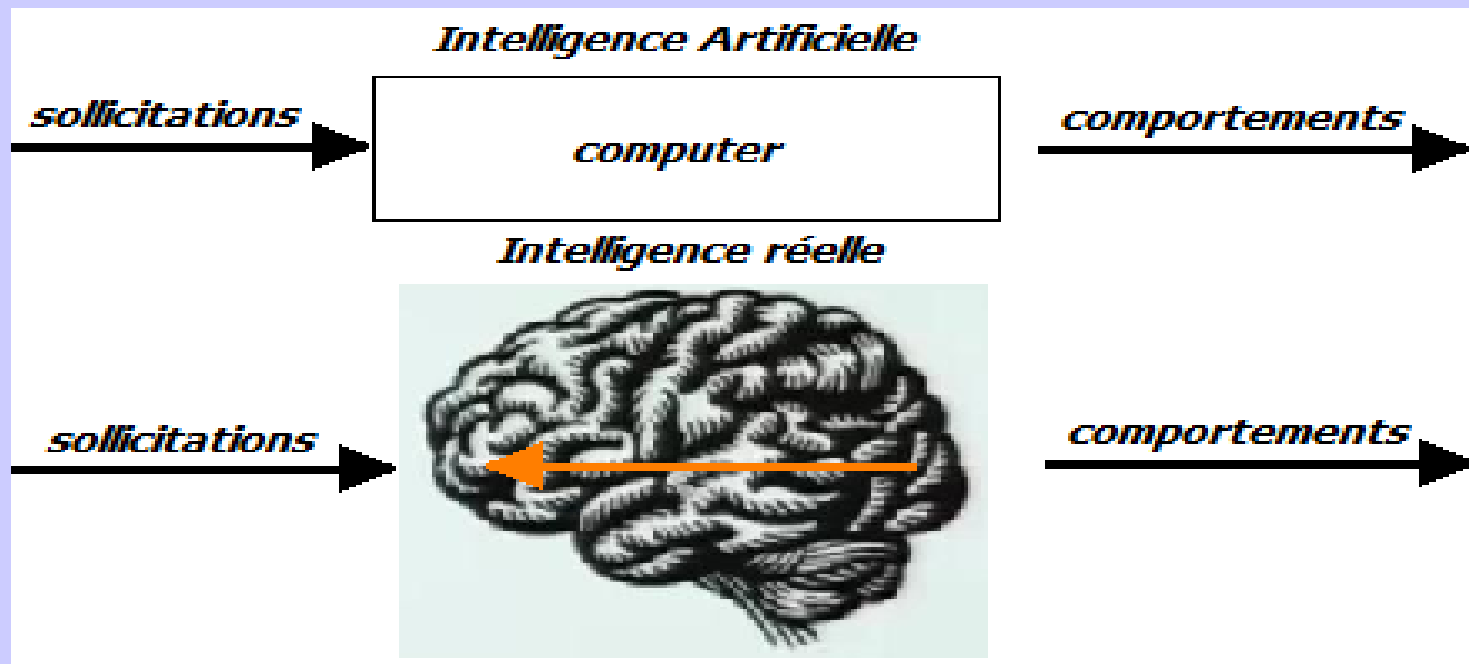 Intelligence Artificielle
sollicitations
computer
comportements
Intelligence réelle
sollicitations
comportements